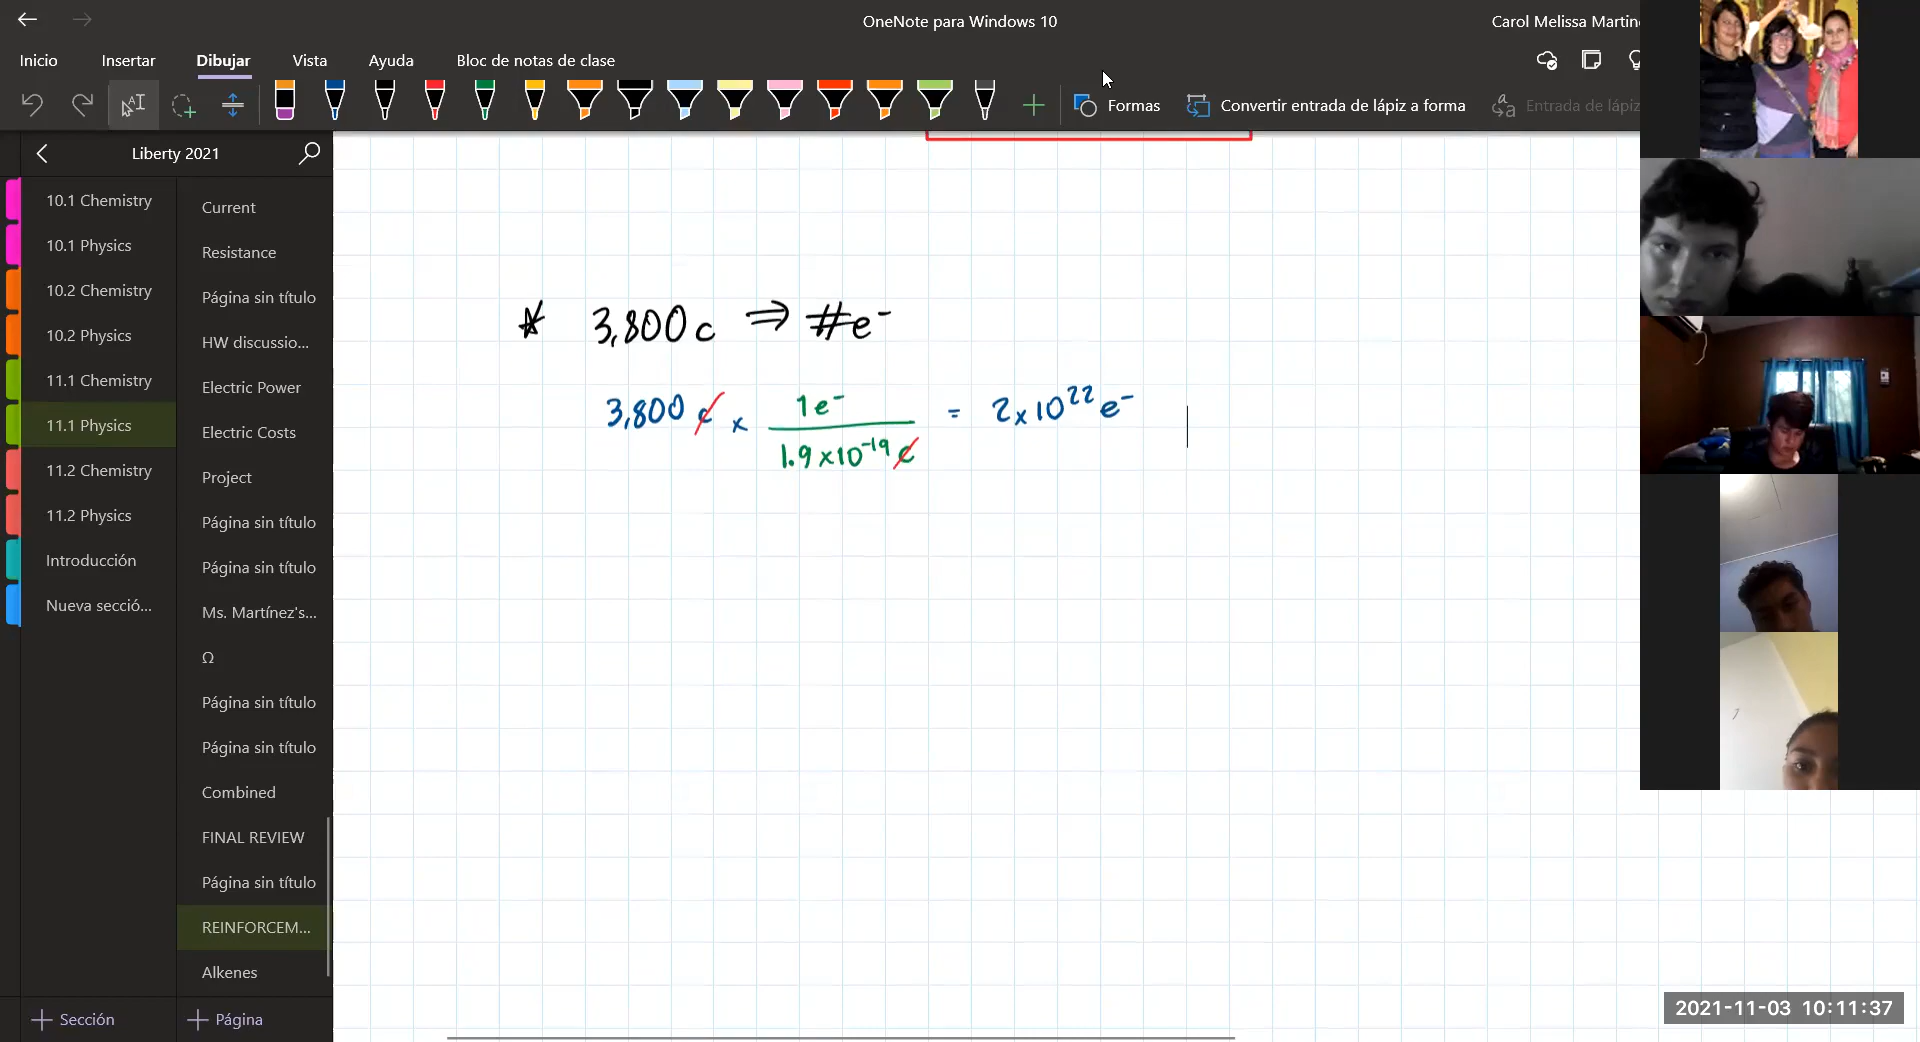 OneNote para Windows 10
Carol Melissa Martin
Inicio Insertar Dibujar Vista Ayuda Bloc de notas de clase
Formas Convertir entrada de lápiz a forma Entrada de lápiz
Liberty 2021
10.1 Chemistry
10.1 Physics
10.2 Chemistry
10.2 Physics
11.1 Chemistry
11.1 Physics
11.2 Chemistry
11.2 Physics
Introducción
Nueva secció...
Sección
Current
Resistance
Página sin título
HW discussio...
Electric Power
Electric Costs
Project
Página sin título
Página sin título
Ms. Martínez's...
Ω
Página sin título
Página sin título
Combined
FINAL REVIEW
Página sin título
REINFORCEM...
Alkenes
Página
* 3,800 c ⇒ #e⁻
3,800 c x 1 e⁻ = 2 x 10²² e⁻
1.9 x 10⁻¹⁹ c
2021-11-03 10:11:37